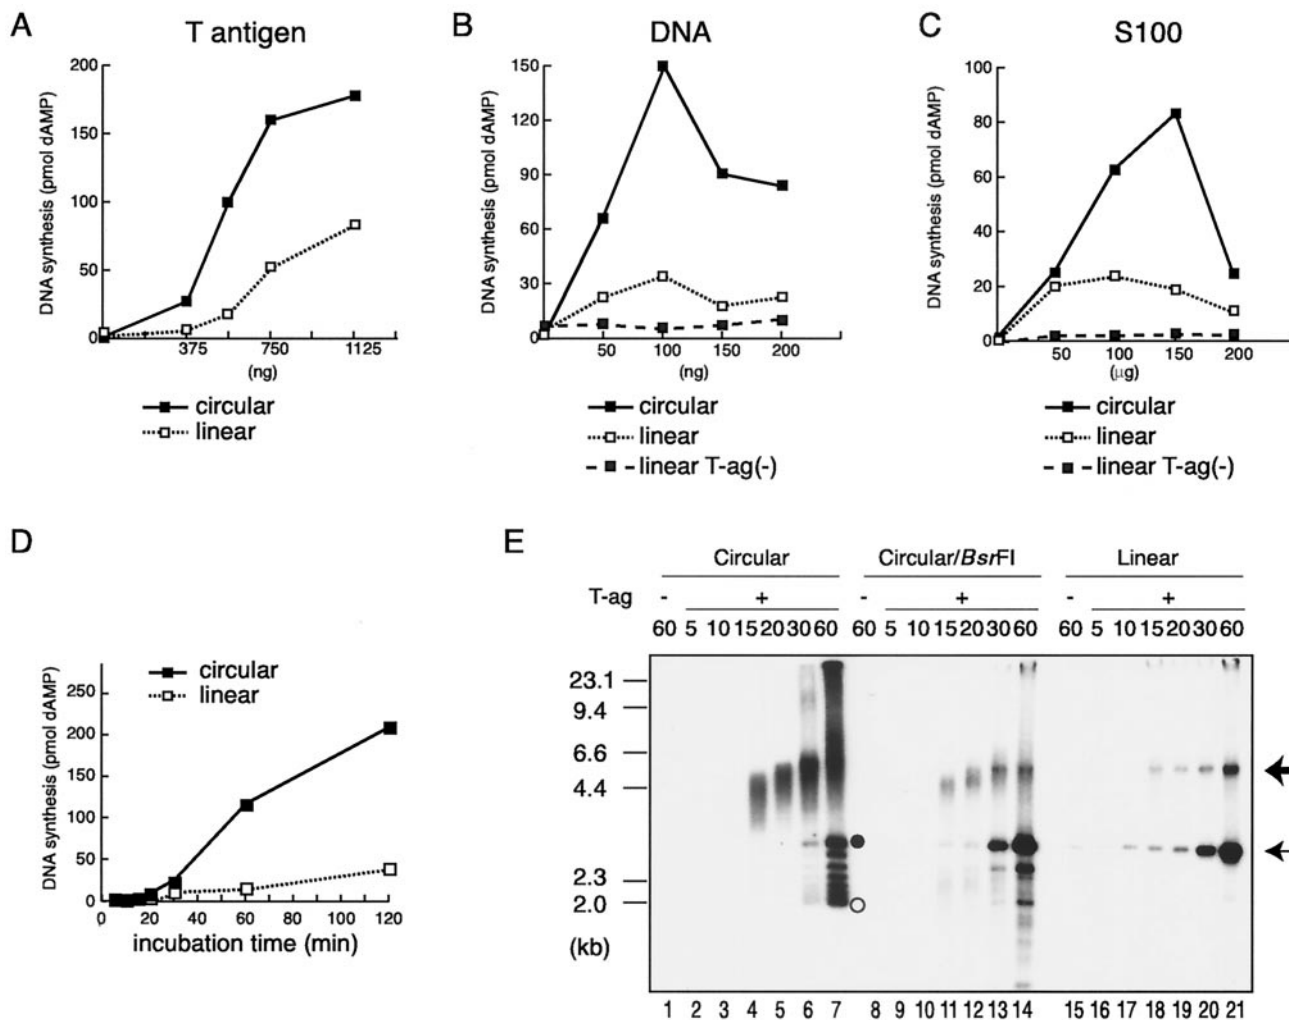 A
T antigen
DNA synthesis (pmol dAMP)
200
150
100
50
0
375 750 1125
(ng)
circular
linear
B
DNA
DNA synthesis (pmol dAMP)
150
120
90
60
30
0
50 100 150 200
(ng)
circular
linear
linear T-ag(-)
C
S100
DNA synthesis (pmol dAMP)
100
80
60
40
20
0
50 100 150 200
(µg)
circular
linear
linear T-ag(-)
D
circular
linear
DNA synthesis (pmol dAMP)
250
200
150
100
50
0
0 20 40 60 80 100 120
incubation time (min)
E
Circular Circular/BsrFI Linear
T-ag - + - + - +
60 5 10 15 20 30 60 60 5 10 15 20 30 60 60 5 10 15 20 30 60
23.1
9.4
6.6
4.4
2.3
2.0
(kb)
1 2 3 4 5 6 7 8 9 10 11 12 13 14 15 16 17 18 19 20 21